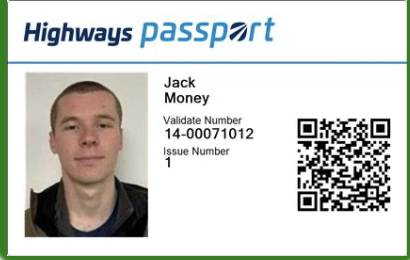 Highways passport
Jack
Money
Validate Number
14-00071012
Issue Number
1